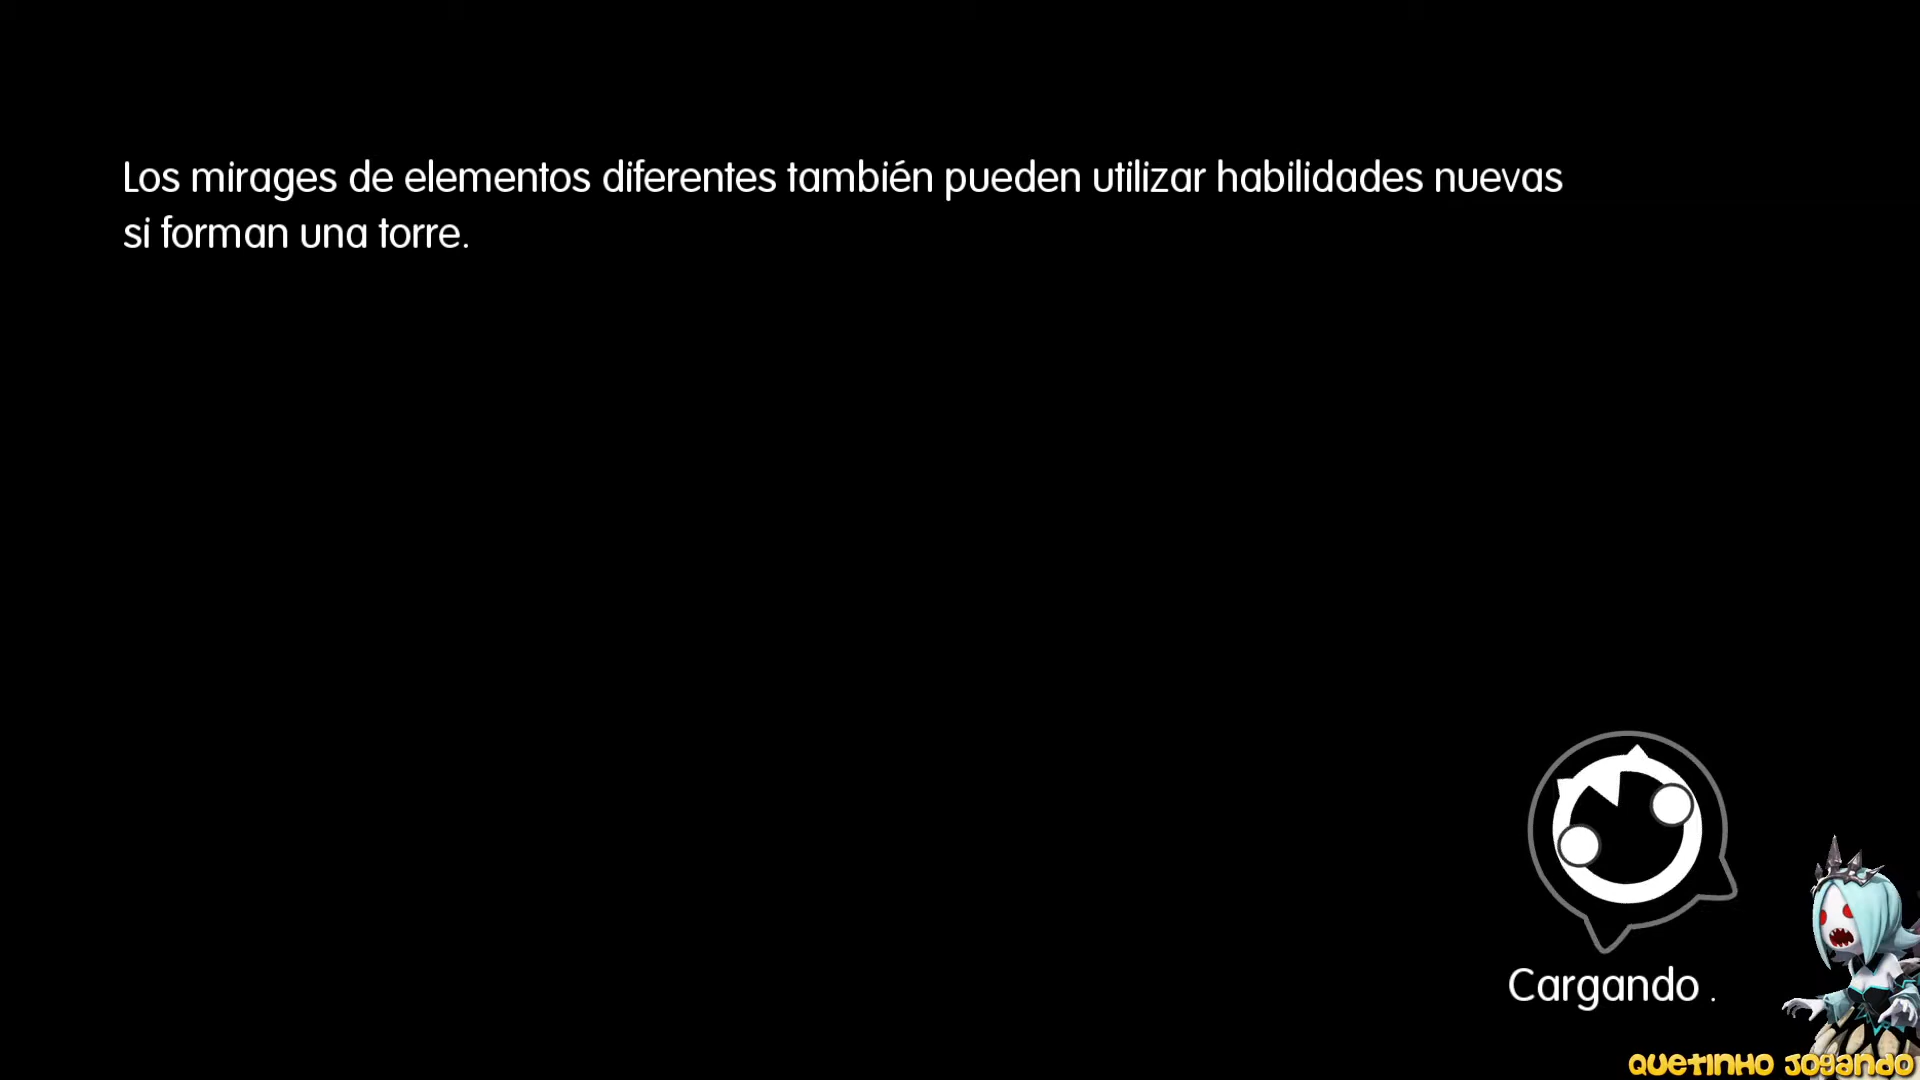 Los mirages de elementos diferentes también pueden utilizar habilidades nuevas
si forman una torre.
Cargando .
QUETINHO JOGANDO